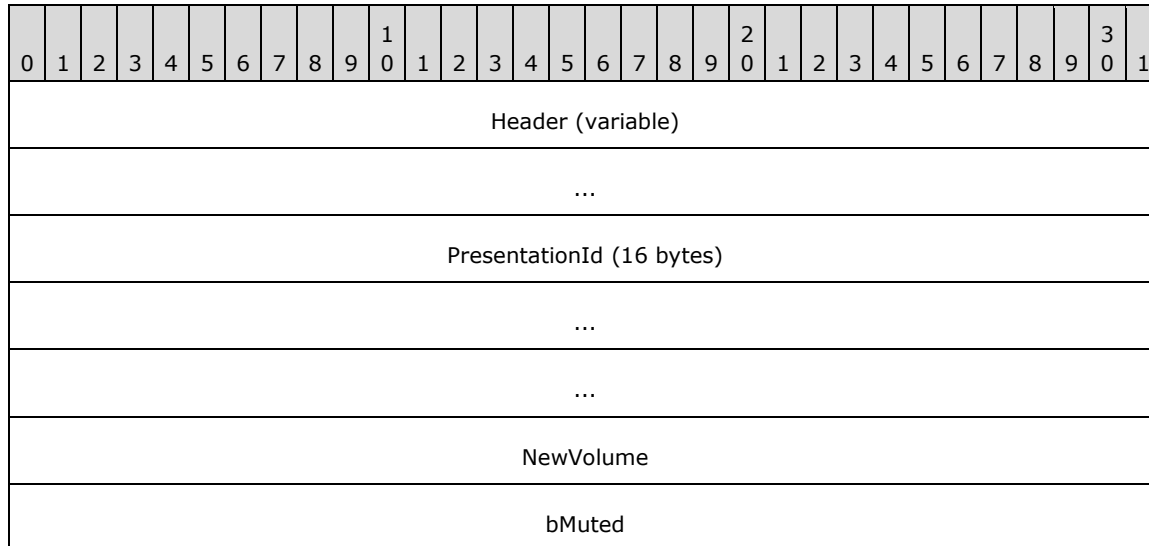 1 2 3
0 1 2 3 4 5 6 7 8 9 0 1 2 3 4 5 6 7 8 9 0 1 2 3 4 5 6 7 8 9 0 1
Header (variable)
...
PresentationId (16 bytes)
...
...
NewVolume
bMuted